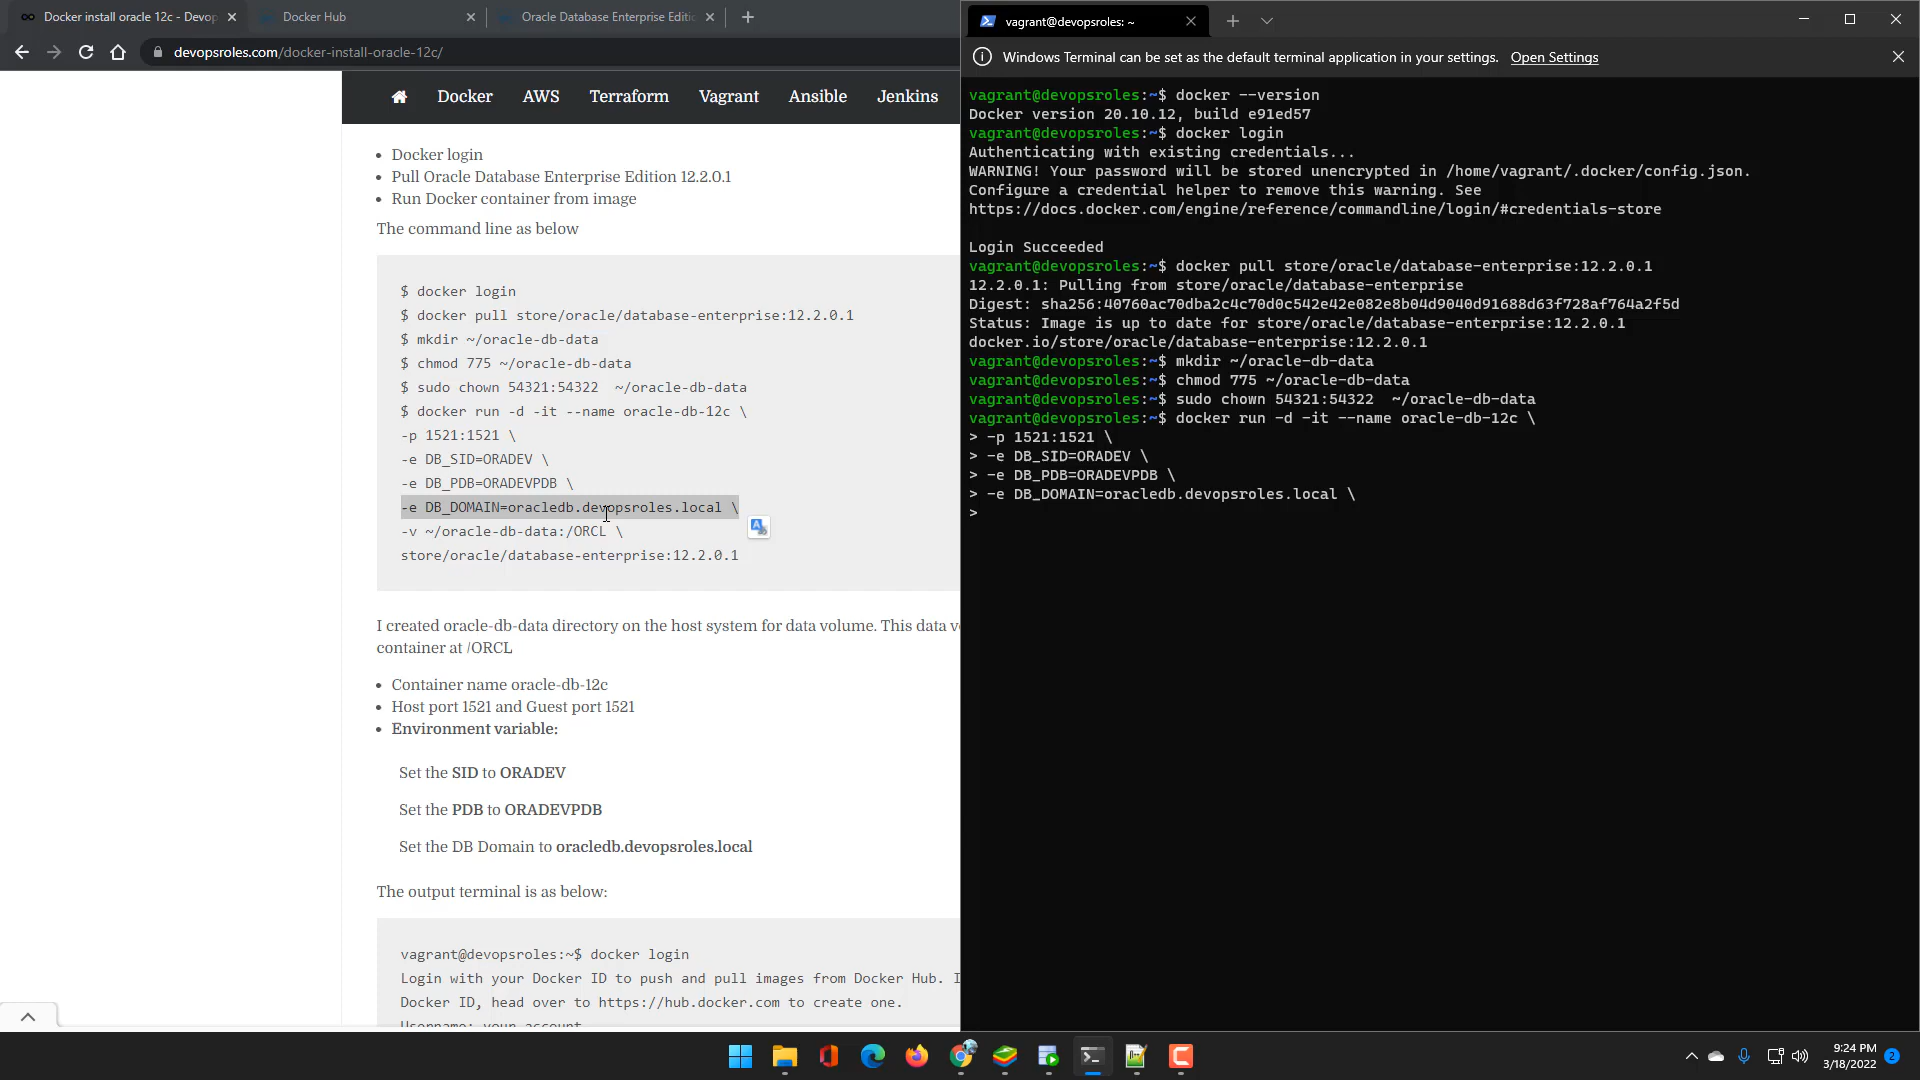 Docker install oracle 12c - Devop
Docker Hub
Oracle Database Enterprise Editio
devopsroles.com/docker-install-oracle-12c/
Docker
AWS
Terraform
Vagrant
Ansible
Jenkins
Docker login
Pull Oracle Database Enterprise Edition 12.2.0.1
Run Docker container from image
The command line as below
$ docker login
$ docker pull store/oracle/database-enterprise:12.2.0.1
$ mkdir ~/oracle-db-data
$ chmod 775 ~/oracle-db-data
$ sudo chown 54321:54322  ~/oracle-db-data
$ docker run -d -it --name oracle-db-12c \
-p 1521:1521 \
-e DB_SID=ORADEV \
-e DB_PDB=ORADEVPDB \
-e DB_DOMAIN=oracledb.devopsroles.local \
-v ~/oracle-db-data:/ORCL \
store/oracle/database-enterprise:12.2.0.1
I created oracle-db-data directory on the host system for data volume. This data v
container at /ORCL
Container name oracle-db-12c
Host port 1521 and Guest port 1521
Environment variable:
Set the SID to ORADEV
Set the PDB to ORADEVPDB
Set the DB Domain to oracledb.devopsroles.local
The output terminal is as below:
vagrant@devopsroles:~$ docker login
Login with your Docker ID to push and pull images from Docker Hub. I
Docker ID, head over to https://hub.docker.com to create one.
Username: your account
vagrant@devopsroles: ~
Windows Terminal can be set as the default terminal application in your settings. Open Settings
vagrant@devopsroles:~$ docker --version
Docker version 20.10.12, build e91ed57
vagrant@devopsroles:~$ docker login
Authenticating with existing credentials...
WARNING! Your password will be stored unencrypted in /home/vagrant/.docker/config.json.
Configure a credential helper to remove this warning. See
https://docs.docker.com/engine/reference/commandline/login/#credentials-store
Login Succeeded
vagrant@devopsroles:~$ docker pull store/oracle/database-enterprise:12.2.0.1
12.2.0.1: Pulling from store/oracle/database-enterprise
Digest: sha256:40760ac70dba2c4c70d0c542e42e082e8b04d9040d91688d63f728af764a2f5d
Status: Image is up to date for store/oracle/database-enterprise:12.2.0.1
docker.io/store/oracle/database-enterprise:12.2.0.1
vagrant@devopsroles:~$ mkdir ~/oracle-db-data
vagrant@devopsroles:~$ chmod 775 ~/oracle-db-data
vagrant@devopsroles:~$ sudo chown 54321:54322  ~/oracle-db-data
vagrant@devopsroles:~$ docker run -d -it --name oracle-db-12c \
> -p 1521:1521 \
> -e DB_SID=ORADEV \
> -e DB_PDB=ORADEVPDB \
> -e DB_DOMAIN=oracledb.devopsroles.local \
>
9:24 PM
3/18/2022
2